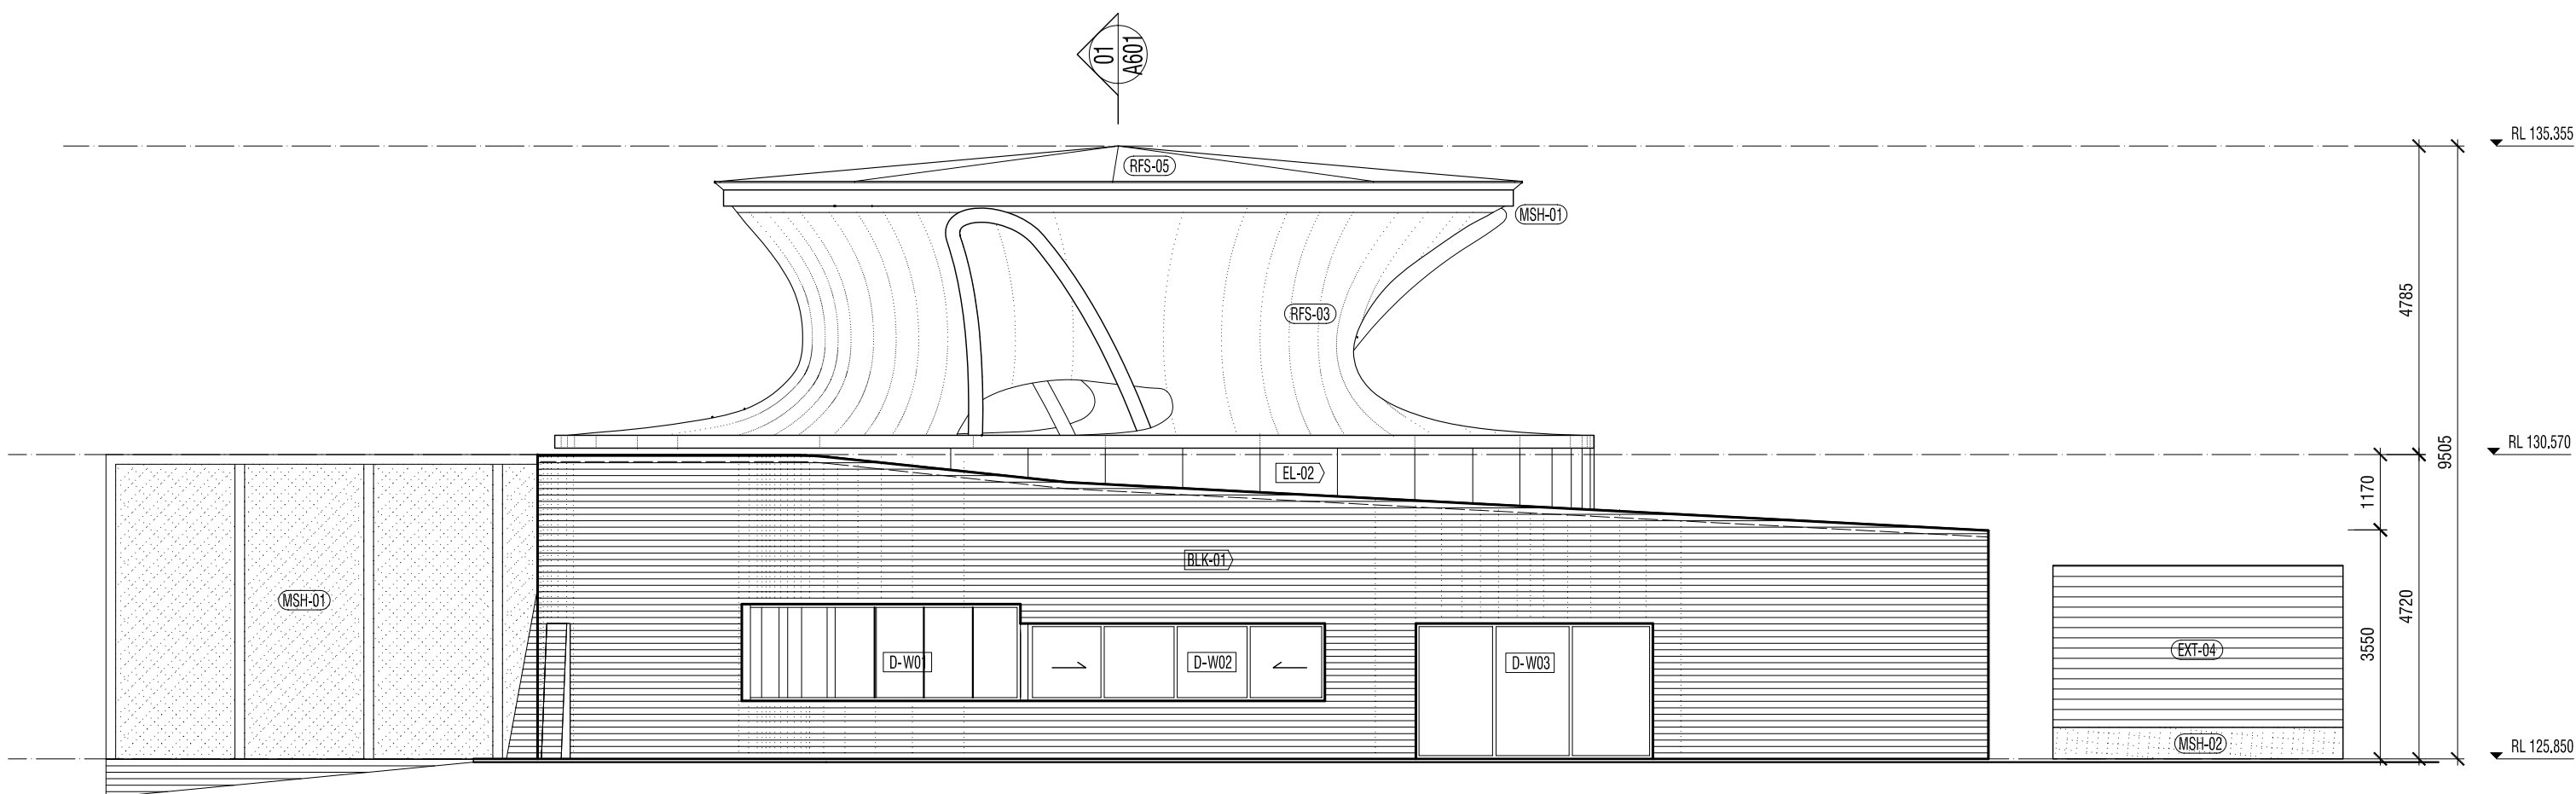 01
A601
RL 135.355
RFS-05
MSH-01
RFS-03
4785
RL 130.570
9505
EL-02
1170
BLK-01
MSH-01
4720
3550
EXT-04
D-W01
D-W02
D-W03
MSH-02
RL 125.850